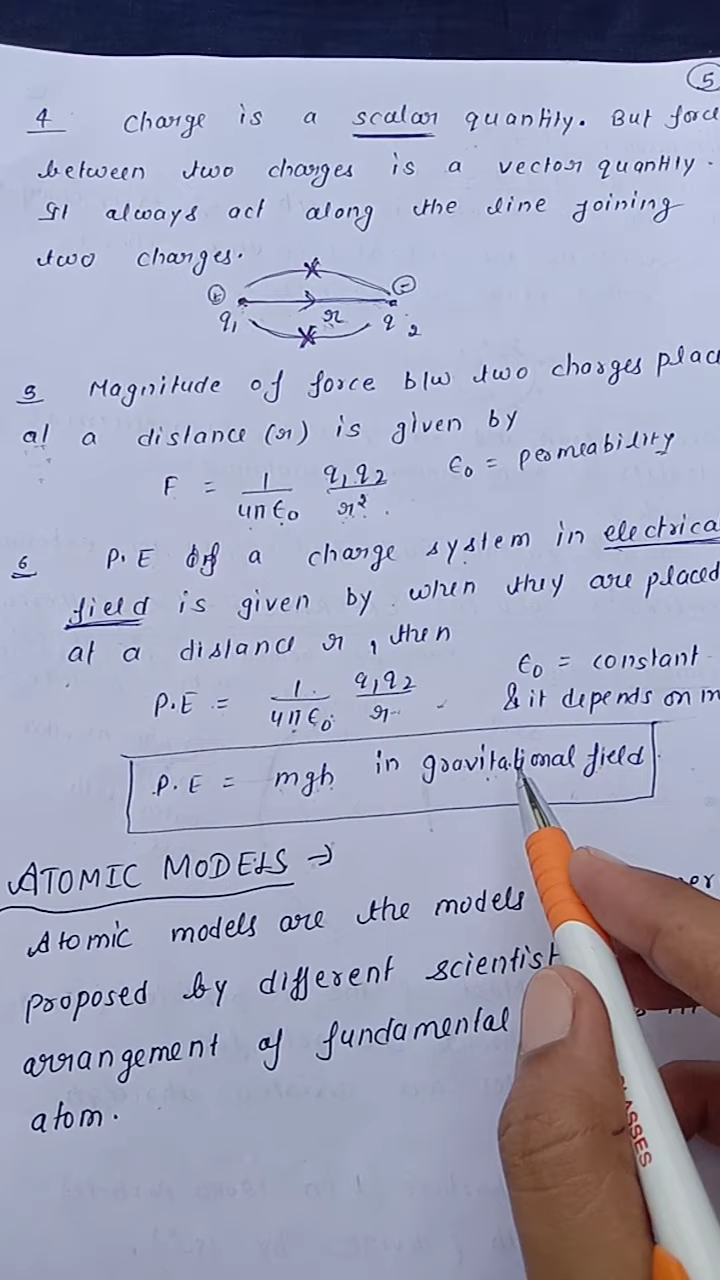 5
4 Charge is a scalar quantity. But force
between two charges is a vector quantity.
It always act along the line joining
two charges.
+ −
q₁ r q₂
5 Magnitude of force b/w two charges plac
at a distance (r) is given by
F = 1/4πε₀ q₁q₂/r². ε₀ = permeability
6 P.E of a charge system in electrica
field is given by when they are placed
at a distance r, then
P.E = 1/4πε₀ q₁q₂/r. ε₀ = constant
& it depends on m
P.E = mgh in gravitational field
ATOMIC MODELS →
Atomic models are the models
proposed by different scientist
arrangement of fundamental
atom.
CLASSES